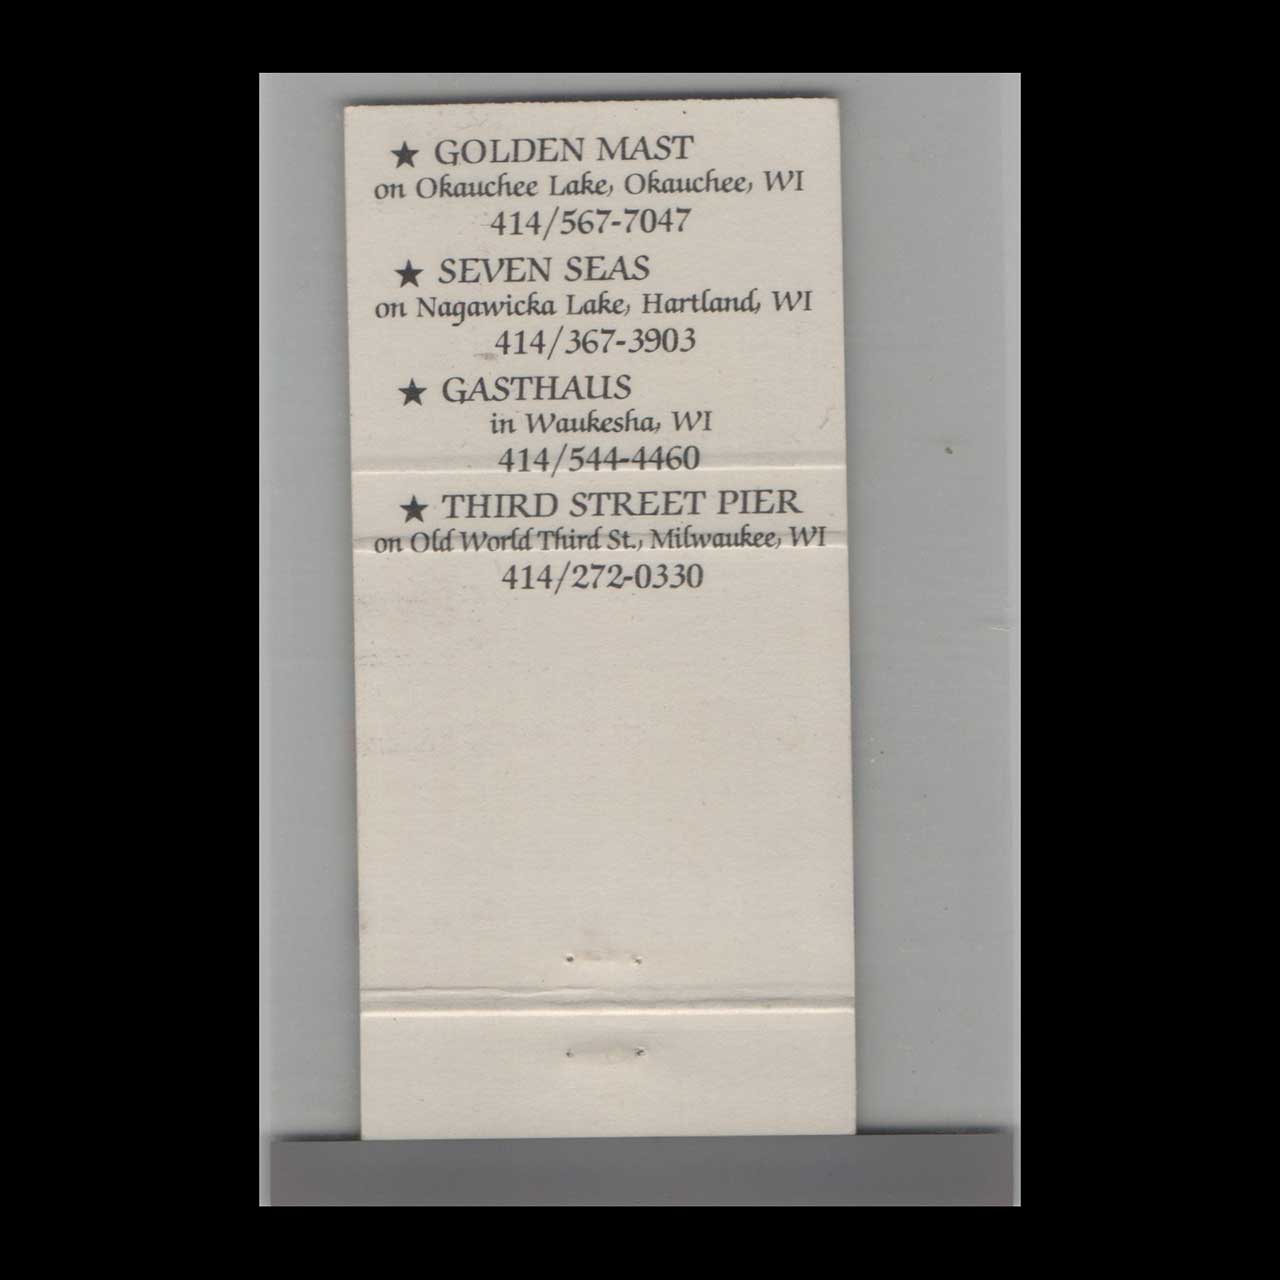 ★ GOLDEN MAST
on Okauchee Lake, Okauchee, WI
414/567-7047
★ SEVEN SEAS
on Nagawicka Lake, Hartland, WI
414/367-3903
★ GASTHAUS
in Waukesha, WI
414/544-4460
★ THIRD STREET PIER
on Old World Third St., Milwaukee, WI
414/272-0330